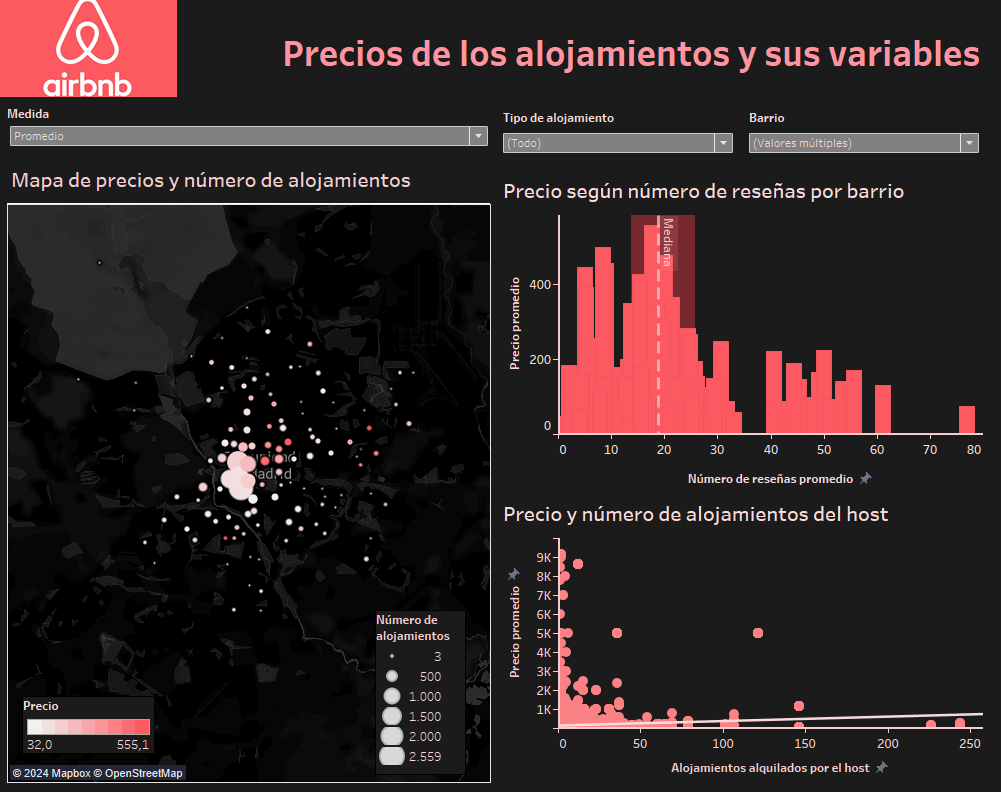 airbnb
Precios de los alojamientos y sus variables
Medida
Promedio
Tipo de alojamiento
(Todo)
Barrio
(Valores múltiples)
Mapa de precios y número de alojamientos
Número de
alojamientos
3
500
1.000
1.500
2.000
2.559
Precio
32,0
555,1
© 2024 Mapbox © OpenStreetMap
Precio según número de reseñas por barrio
Mediana
Precio promedio
400
200
0
0
10
20
30
40
50
60
70
80
Número de reseñas promedio
Precio y número de alojamientos del host
Precio promedio
9K
8K
7K
6K
5K
4K
3K
2K
1K
0
50
100
150
200
250
Alojamientos alquilados por el host